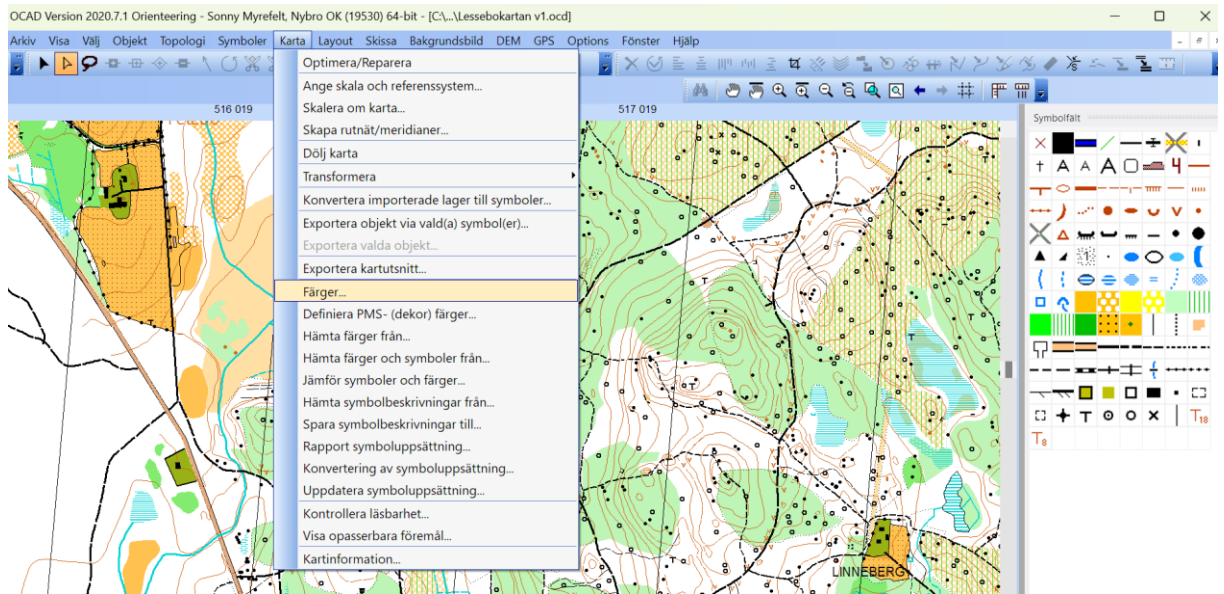 OCAD Version 2020.7.1 Orienteering - Sonny Myrefelt, Nybro OK (19530) 64-bit - [C:\...\Lessebokartan v1.ocd]
Arkiv Visa Välj Objekt Topologi Symboler Karta Layout Skissa Bakgrundsbild DEM GPS Options Fönster Hjälp
516 019
517 019
Symbolfält
Optimera/Reparera
Ange skala och referenssystem...
Skalera om karta...
Skapa rutnät/meridianer...
Dölj karta
Transformera
Konvertera importerade lager till symboler...
Exportera objekt via vald(a) symbol(er)...
Exportera valda objekt...
Exportera kartutsnitt...
Färger...
Definiera PMS- (dekor) färger...
Hämta färger från...
Hämta färger och symboler från...
Jämför symboler och färger...
Hämta symbolbeskrivningar från...
Spara symbolbeskrivningar till...
Rapport symboluppsättning...
Konvertering av symboluppsättning...
Uppdatera symboluppsättning...
Kontrollera läsbarhet...
Visa opasserbara föremål...
Kartinformation...
LINNEBERG
A A A
T18
T8